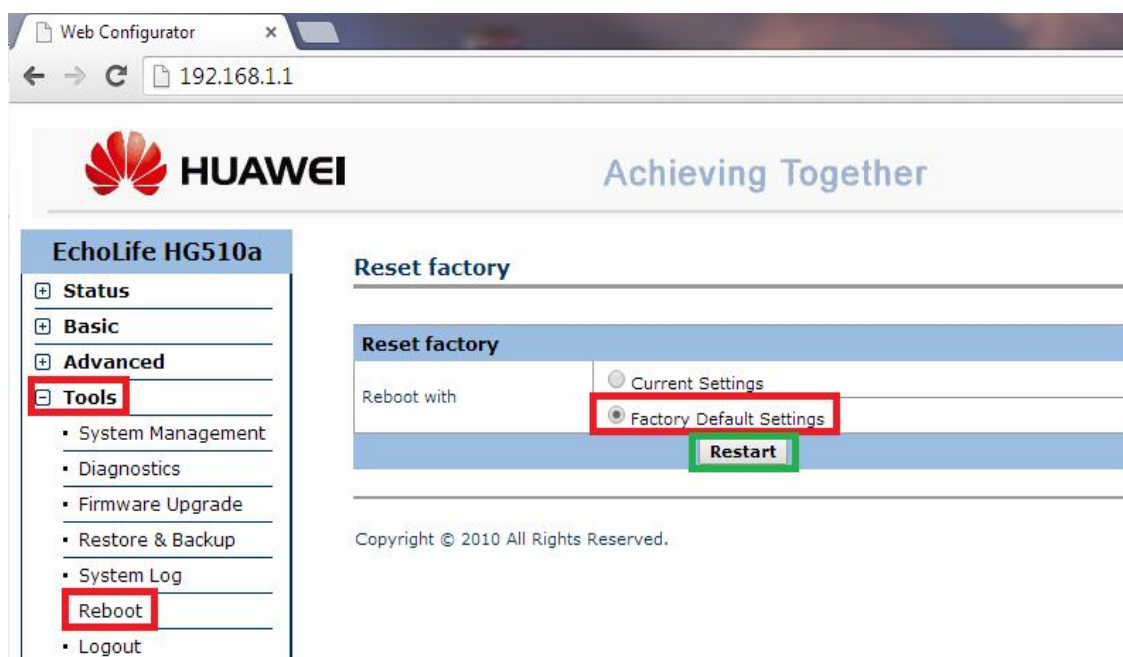 Web Configurator
192.168.1.1
HUAWEI
Achieving Together
EchoLife HG510a
Status
Basic
Advanced
Tools
System Management
Diagnostics
Firmware Upgrade
Restore & Backup
System Log
Reboot
Logout
Reset factory
Reset factory
Reboot with
Current Settings
Factory Default Settings
Restart
Copyright © 2010 All Rights Reserved.